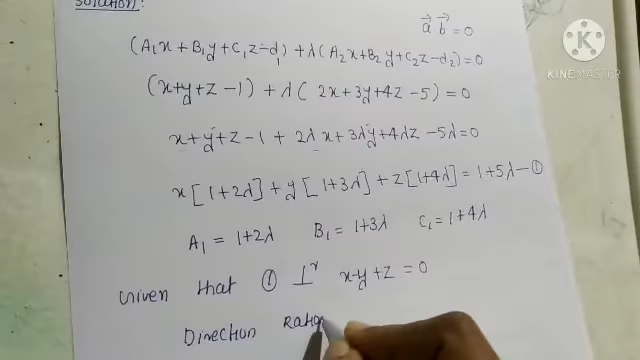 Solution:
a⃗ b⃗ = 0
(A₁x + B₁y + C₁z - d₁) + λ(A₂x + B₂y + C₂z - d₂) = 0
(x+y+z - 1) + λ( 2x + 3y + 4z - 5) = 0
x + y + z - 1 + 2λ x + 3λy + 4λz - 5λ = 0
x [ 1 + 2λ ] + y [ 1 + 3λ ] + z [ 1 + 4λ ] = 1 + 5λ — ①
A₁ = 1+2λ B₁ = 1+3λ C₁ = 1+4λ
Given that ① ⊥ʳ x-y+z = 0
Direction Ratio
KINEMASTER